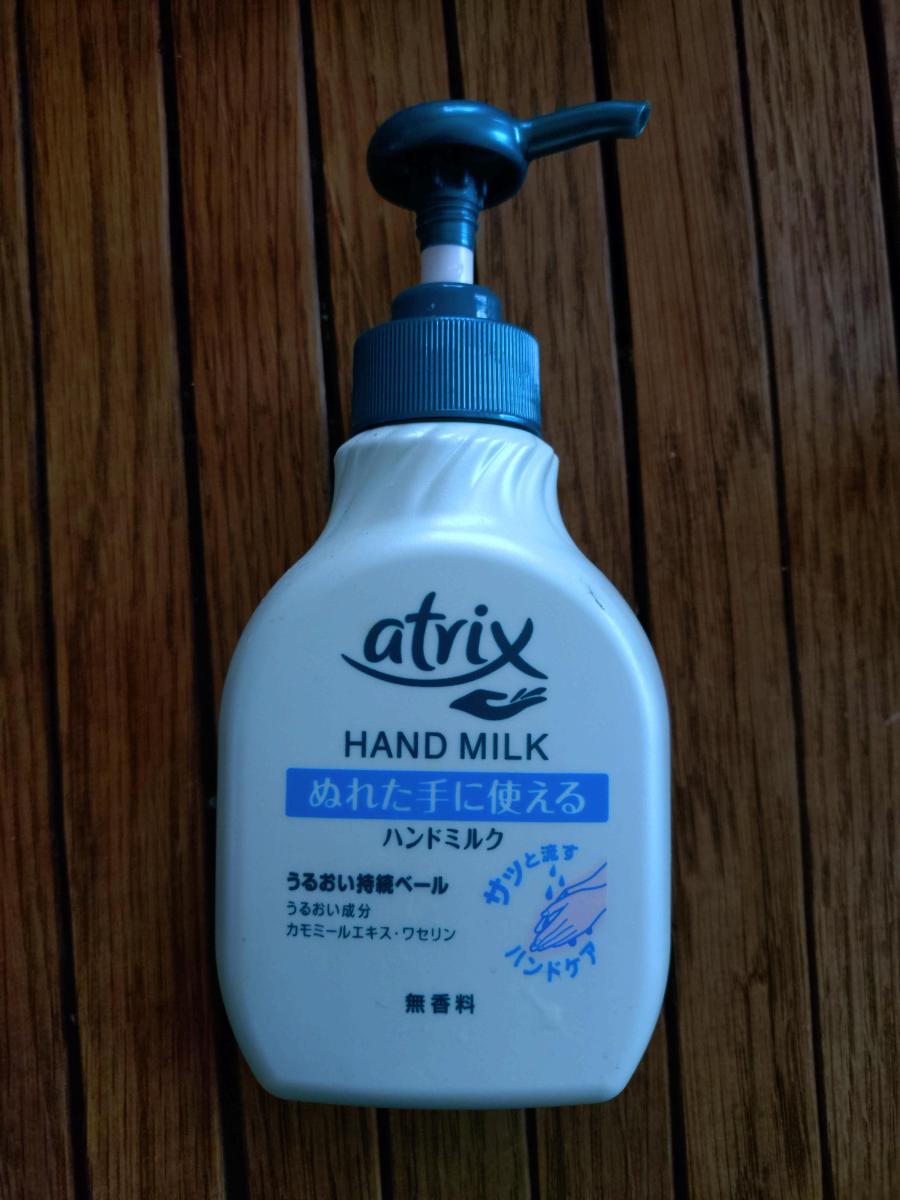 atrix
HAND MILK
ぬれた手に使える
ハンドミルク
うるおい持続ベール
うるおい成分
カモミールエキス・ワセリン
サッと流す
ハンドケア
無香料